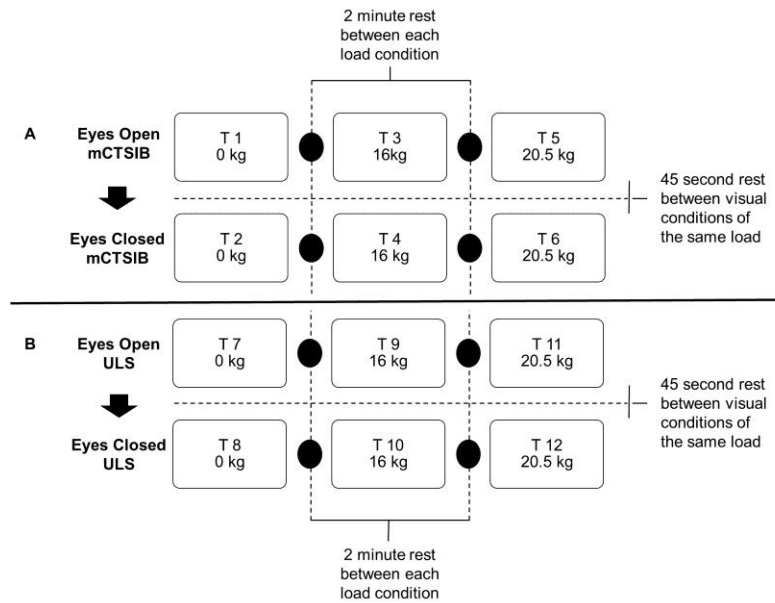 2 minute rest
between each
load condition
A
Eyes Open
mCTSIB
T 1
0 kg
T 3
16kg
T 5
20.5 kg
45 second rest
between visual
conditions of
the same load
Eyes Closed
mCTSIB
T 2
0 kg
T 4
16 kg
T 6
20.5 kg
B
Eyes Open
ULS
T 7
0 kg
T 9
16 kg
T 11
20.5 kg
45 second rest
between visual
conditions of
the same load
Eyes Closed
ULS
T 8
0 kg
T 10
16 kg
T 12
20.5 kg
2 minute rest
between each
load condition